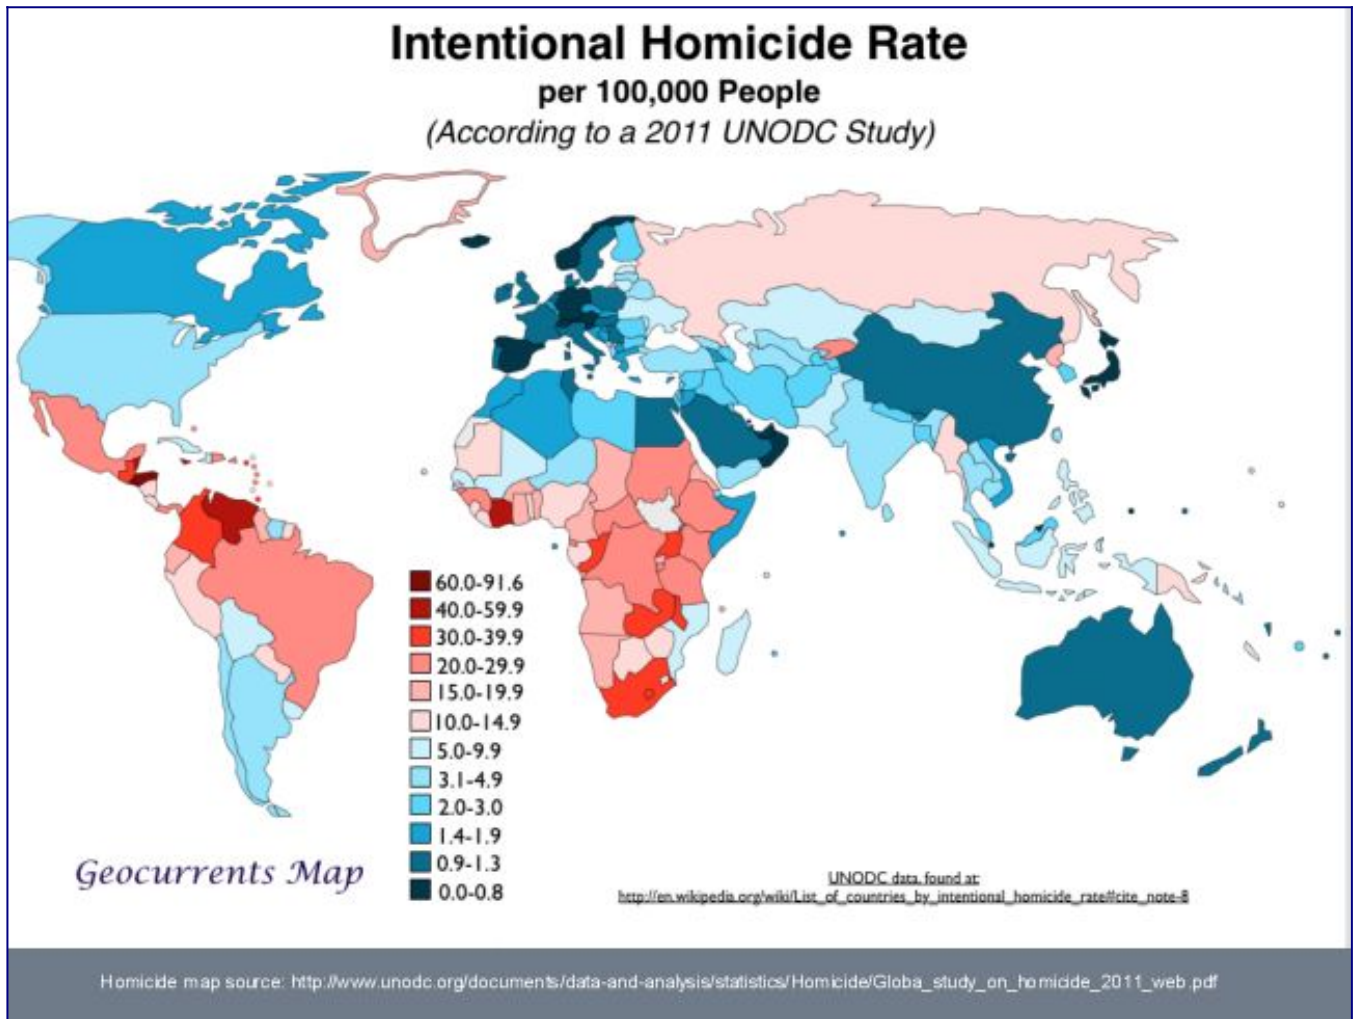 Intentional Homicide Rate
per 100,000 People
(According to a 2011 UNODC Study)
60.0-91.6
40.0-59.9
30.0-39.9
20.0-29.9
15.0-19.9
10.0-14.9
5.0-9.9
3.1-4.9
2.0-3.0
1.4-1.9
0.9-1.3
0.0-0.8
Geocurrents Map
UNODC data, found at:
http://en.wikipedia.org/wiki/List_of_countries_by_intentional_homicide_rate#cite_note-8
Homicide map source: http://www.unodc.org/documents/data-and-analysis/statistics/Homicide/Globa_study_on_homicide_2011_web.pdf